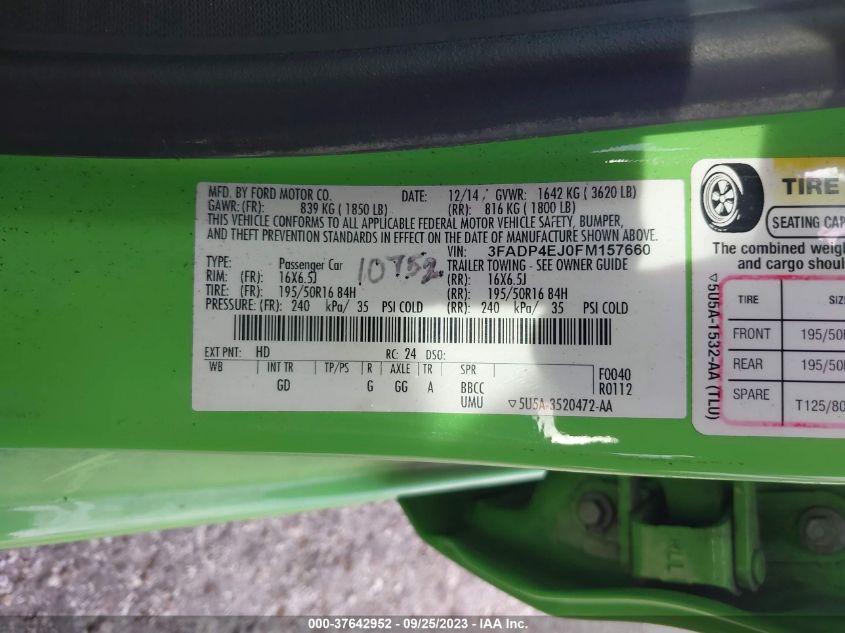 MFD. BY FORD MOTOR CO. DATE: 12/14 GVWR: 1642 KG ( 3620 LB)
GAWR: (FR): 839 KG ( 1850 LB) (RR): 816 KG ( 1800 LB)
THIS VEHICLE CONFORMS TO ALL APPLICABLE FEDERAL MOTOR VEHICLE SAFETY, BUMPER,
AND THEFT PREVENTION STANDARDS IN EFFECT ON THE DATE OF MANUFACTURE SHOWN ABOVE.
VIN: 3FADP4EJ0FM157660
TYPE: Passenger Car 10752 TRAILER TOWING - SEE OWNER GUIDE
RIM: (FR): 16X6.5J (RR): 16X6.5J
TIRE: (FR): 195/50R16 84H (RR): 195/50R16 84H
PRESSURE: (FR): 240 kPa/ 35 PSI COLD (RR): 240 kPa/ 35 PSI COLD
EXT PNT: HD RC: 24 DSO:
WB INT TR TP/PS R AXLE TR SPR F0040
GD G GG A BBCC R0112
UMU ▽5U5A-3520472-AA
TIRE
SEATING CAP
The combined weigh
and cargo shoul
TIRE SIZ
FRONT 195/50
REAR 195/50
SPARE T125/80
▽5U5A-1532-AA (TLU)
000-37642952 - 09/25/2023 - IAA Inc.